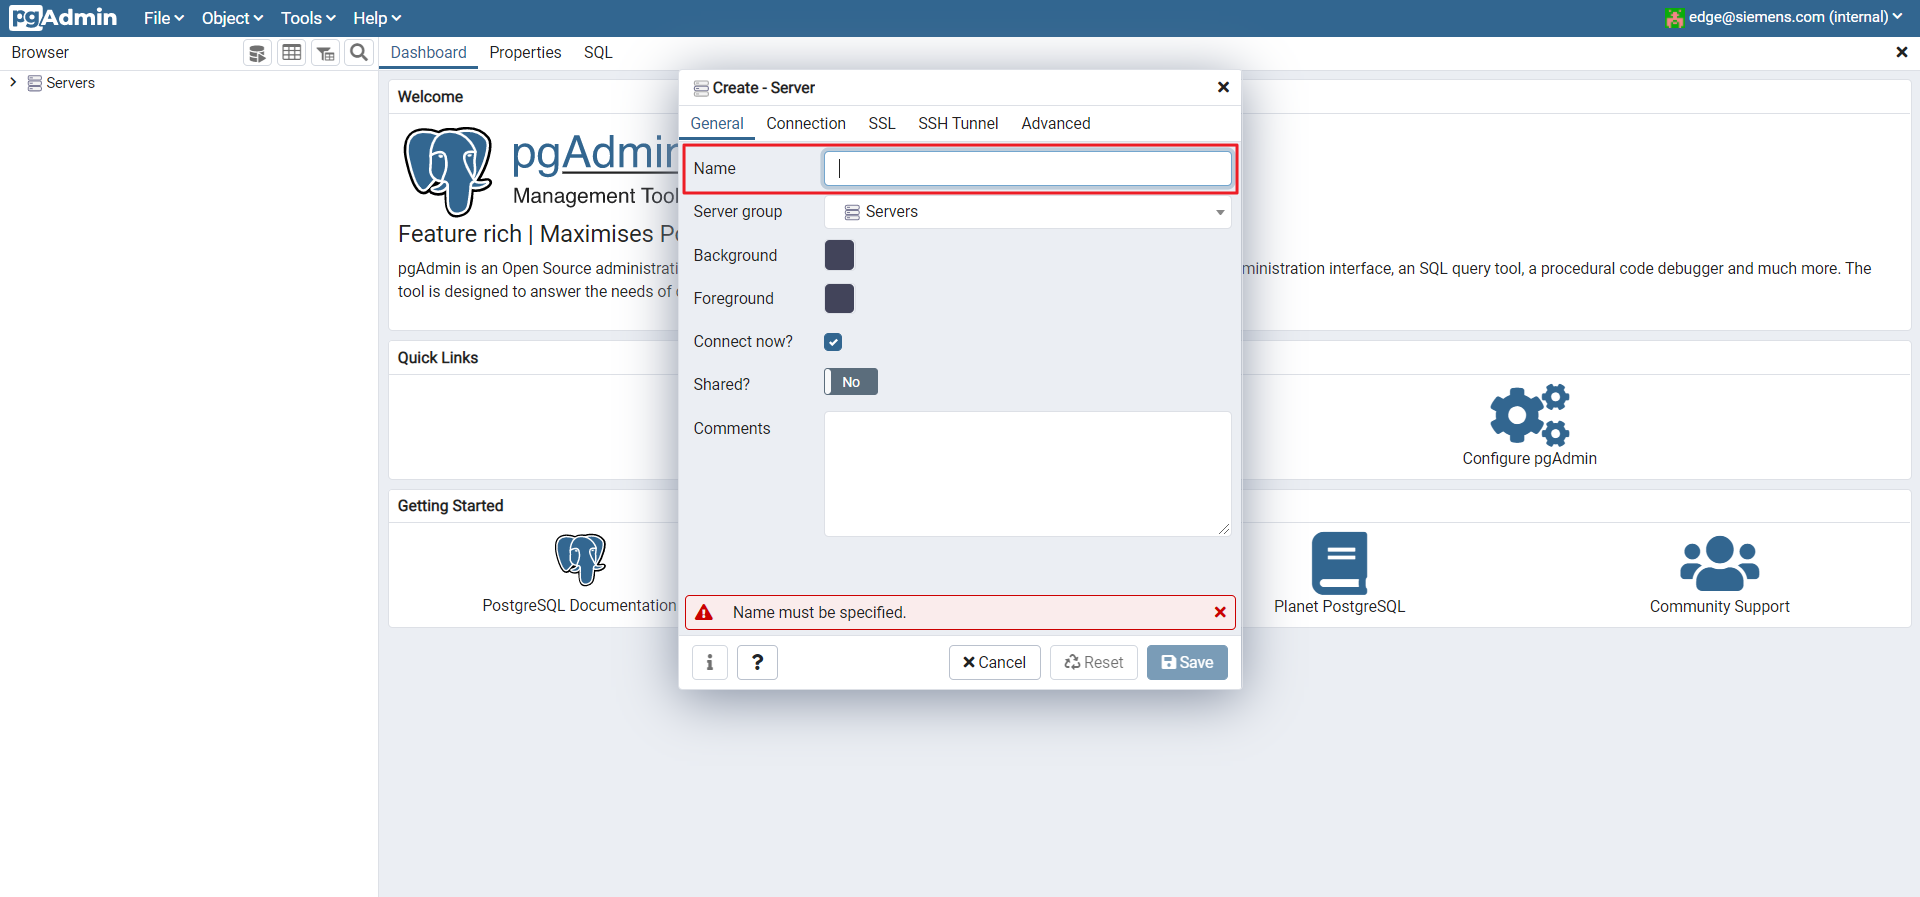 pgAdmin File Object Tools Help edge@siemens.com (internal)
Browser Dashboard Properties SQL
Servers
Welcome
pgAdmin
Management Tool
Feature rich | Maximises
pgAdmin is an Open Source administrati
ministration interface, an SQL query tool, a procedural code debugger and much more. The
tool is designed to answer the needs of
Quick Links
Configure pgAdmin
Getting Started
PostgreSQL Documentation
Planet PostgreSQL
Community Support
Create - Server
General Connection SSL SSH Tunnel Advanced
Name
Server group Servers
Background
Foreground
Connect now?
Shared? No
Comments
Name must be specified.
i ? Cancel Reset Save